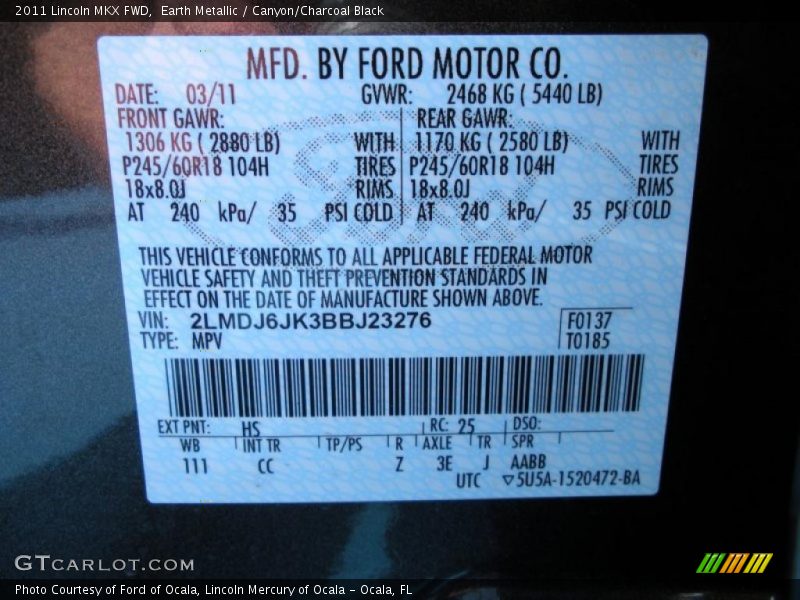 2011 Lincoln MKX FWD,  Earth Metallic / Canyon/Charcoal Black
MFD. BY FORD MOTOR CO.
DATE: 03/11 GVWR: 2468 KG ( 5440 LB)
FRONT GAWR: REAR GAWR:
1306 KG ( 2880 LB) WITH 1170 KG ( 2580 LB) WITH
P245/60R18 104H TIRES P245/60R18 104H TIRES
18x8.0J RIMS 18x8.0J RIMS
AT 240 kPa/ 35 PSI COLD AT 240 kPa/ 35 PSI COLD
Ford
THIS VEHICLE CONFORMS TO ALL APPLICABLE FEDERAL MOTOR
VEHICLE SAFETY AND THEFT PREVENTION STANDARDS IN
EFFECT ON THE DATE OF MANUFACTURE SHOWN ABOVE.
VIN: 2LMDJ6JK3BBJ23276 F0137
TYPE: MPV T0185
EXT PNT: HS RC: 25 DSO:
WB INT TR TP/PS R AXLE TR SPR
111 CC Z 3E J AABB
UTC ▽5U5A-1520472-BA
GTCARLOT.COM
Photo Courtesy of Ford of Ocala, Lincoln Mercury of Ocala – Ocala, FL